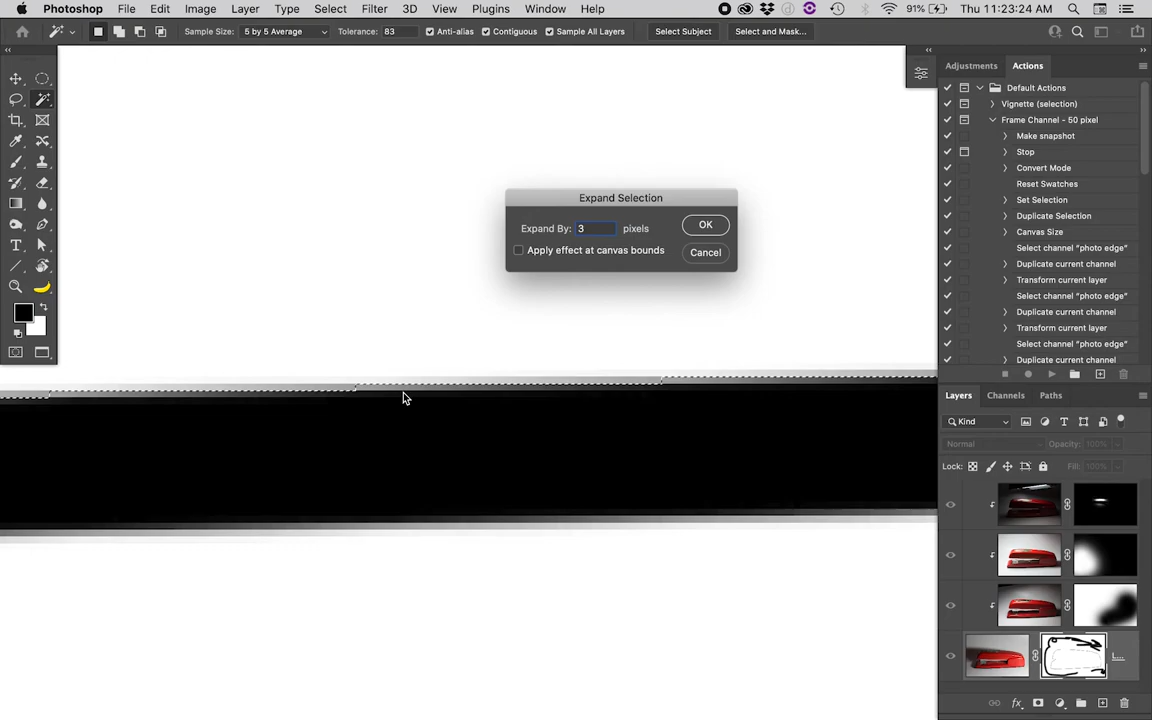 Photoshop File Edit Image Layer Type Select Filter 3D View Plugins Window Help 91% Thu 11:23:24 AM
Sample Size: 5 by 5 Average Tolerance: 83 Anti-alias Contiguous Sample All Layers Select Subject Select and Mask...
Adjustments Actions
Default Actions
Vignette (selection)
Frame Channel - 50 pixel
Make snapshot
Stop
Convert Mode
Reset Swatches
Set Selection
Duplicate Selection
Canvas Size
Select channel “photo edge”
Duplicate current channel
Transform current layer
Select channel “photo edge”
Duplicate current channel
Transform current layer
Select channel “photo edge”
Duplicate current channel
Expand Selection
Expand By: 3 pixels OK
Apply effect at canvas bounds Cancel
Layers Channels Paths
Kind
Normal Opacity: 100%
Lock: Fill: 100%
L...
fx